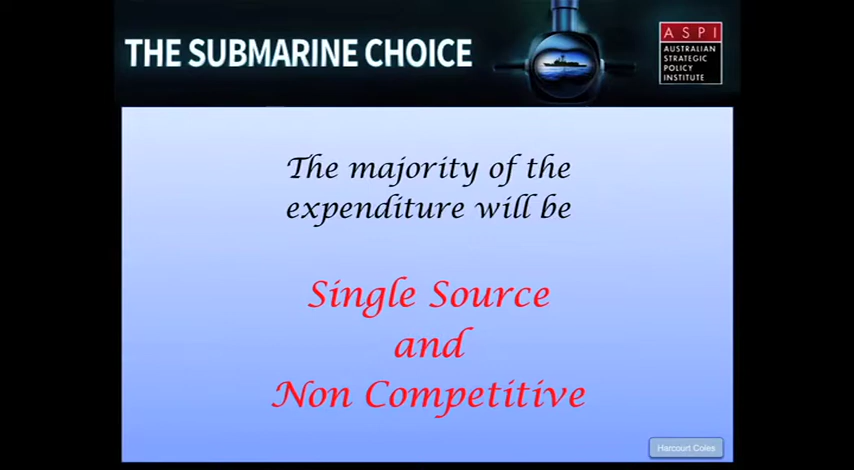 THE SUBMARINE CHOICE
ASPI
AUSTRALIAN
STRATEGIC
POLICY
INSTITUTE
The majority of the
expenditure will be
Single Source
and
Non Competitive
Harcourt Coles